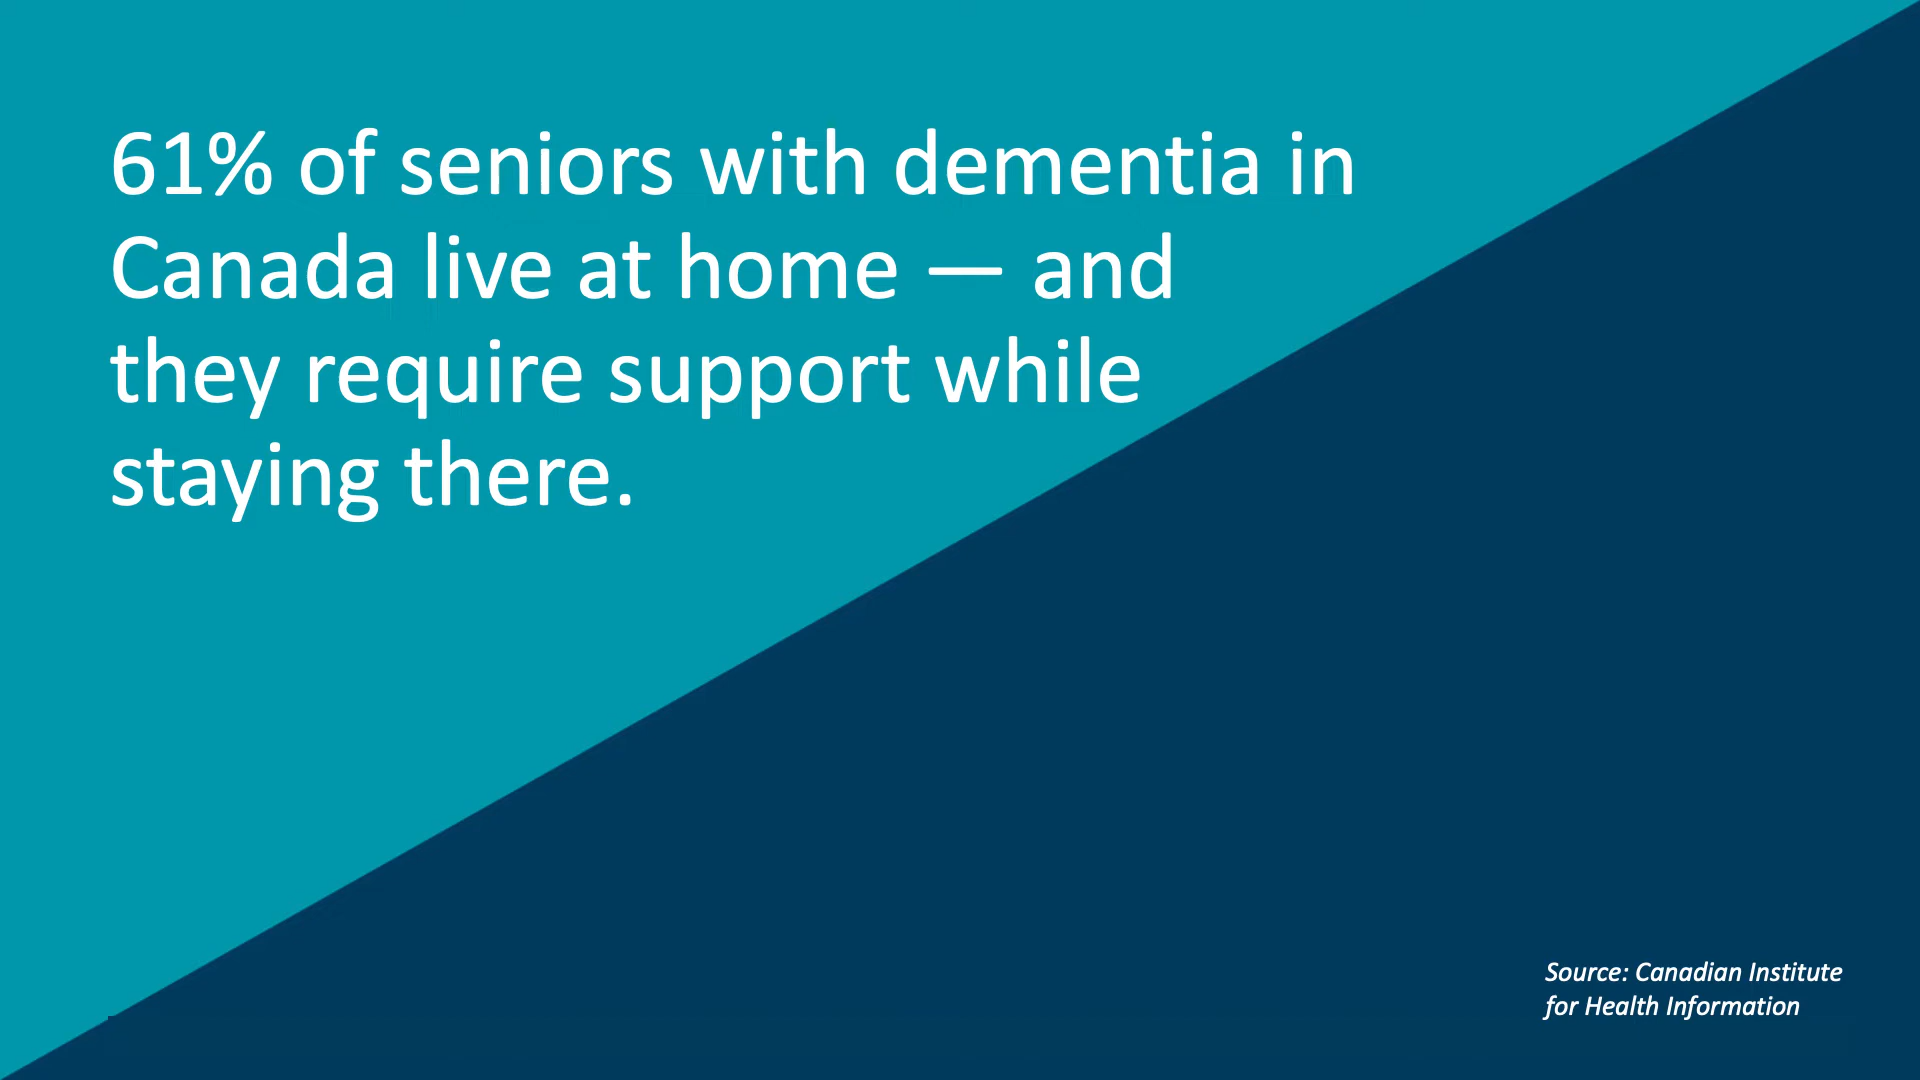 61% of seniors with dementia in
Canada live at home — and
they require support while
staying there.
Source: Canadian Institute
for Health Information